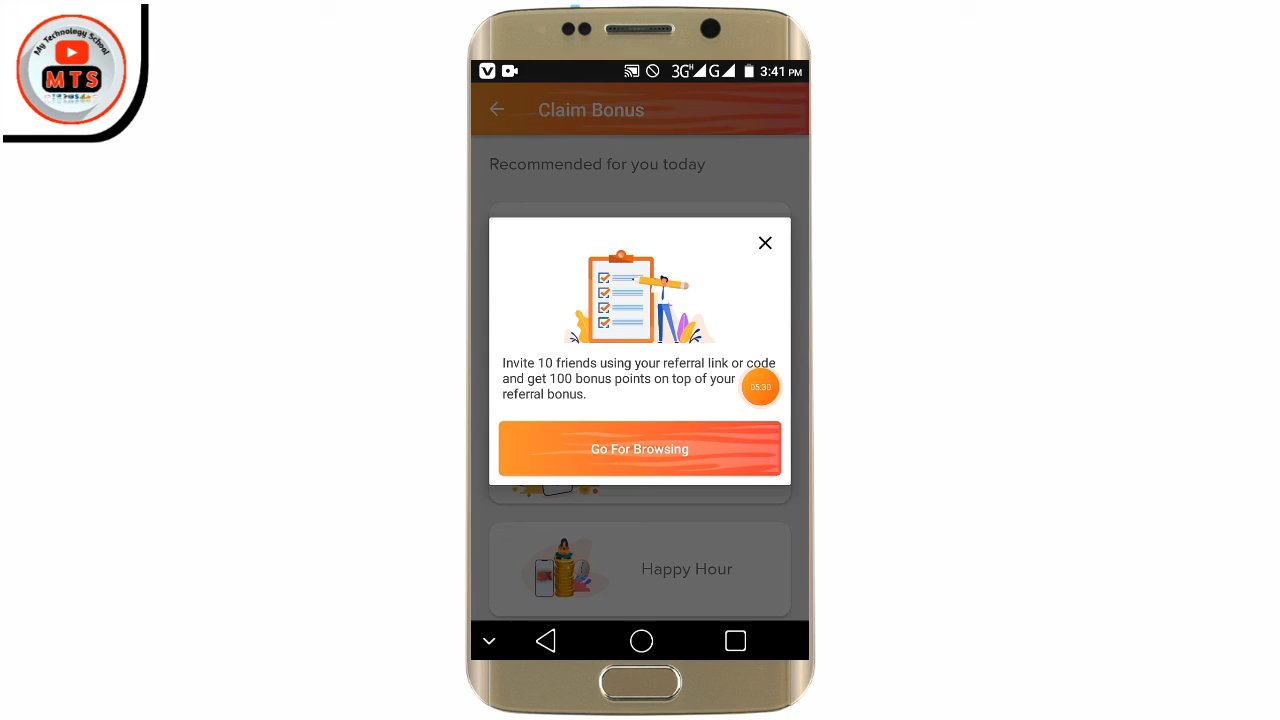 My Technology School
MTS
3G H G 3:41 PM
Claim Bonus
Recommended for you today
Invite 10 friends using your referral link or code
and get 100 bonus points on top of your
referral bonus.
05:30
Go For Browsing
Happy Hour